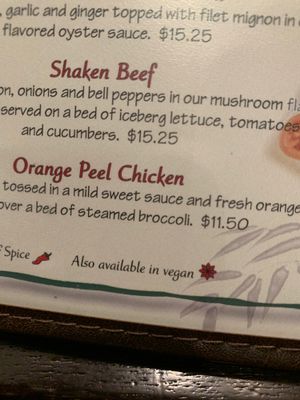 , garlic and ginger topped with filet mignon in
flavored oyster sauce. $15.25
Shaken Beef
onions and bell peppers in our mushroom
served on a bed of iceberg lettuce, tomatoes
and cucumbers. $15.25
Orange Peel Chicken
tossed in a mild sweet sauce and fresh orange
over a bed of steamed broccoli. $11.50
Spice
Also available in vegan